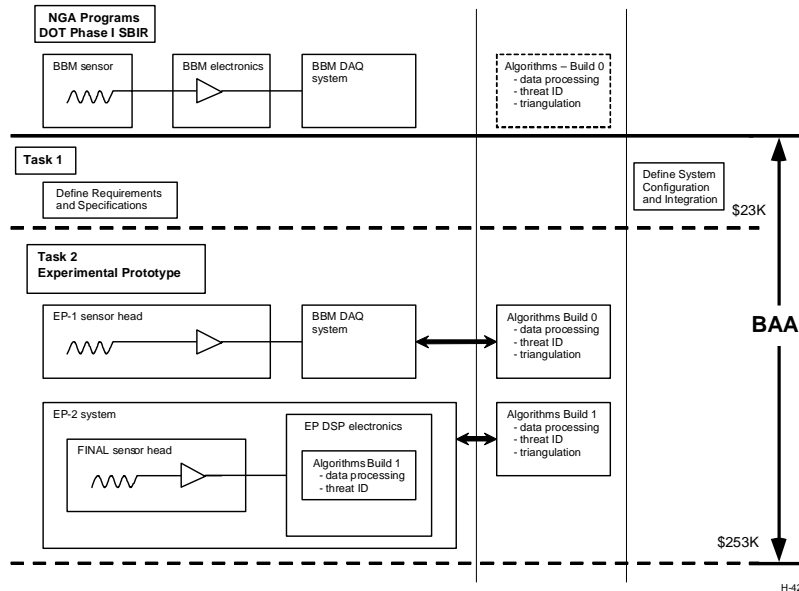 NGA Programs
DOT Phase I SBIR
BBM sensor
BBM electronics
BBM DAQ
system
Algorithms – Build 0
- data processing
- threat ID
- triangulation
Task 1
Define Requirements
and Specifications
Define System
Configuration
and Integration
$23K
Task 2
Experimental Prototype
EP-1 sensor head
BBM DAQ
system
Algorithms Build 0
- data processing
- threat ID
- triangulation
BAA
EP-2 system
EP DSP electronics
FINAL sensor head
Algorithms Build 1
- data processing
- threat ID
Algorithms Build 1
- data processing
- threat ID
- triangulation
$253K